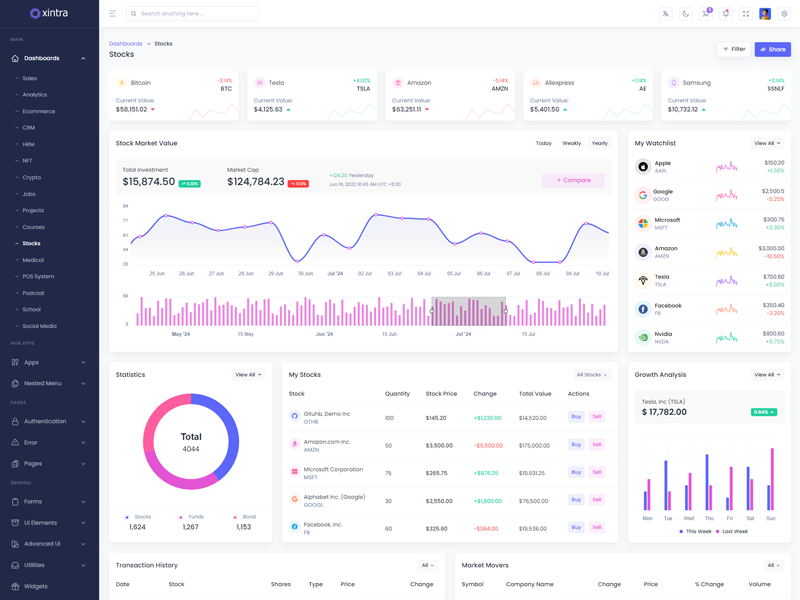 xintra
Search anything here ...
5
MAIN
Dashboards
Sales
Analytics
Ecommerce
CRM
HRM
NFT
Crypto
Jobs
Projects
Courses
Stocks
Medical
POS System
Podcast
School
Social Media
WEB APPS
Apps
Nested Menu
PAGES
Authentication
Error
Pages
GENERAL
Forms
UI Elements
Advanced UI
Utilities
Widgets
Dashboards → Stocks
Stocks
Filter
Share
Bitcoin -2.14%
BTC
Current Value:
$58,151.02
Tesla +4.02%
TSLA
Current Value:
$4,125.63
Amazon -5.14%
AMZN
Current Value:
$63,251.11
Aliexpress +1.14%
AE
Current Value:
$5,401.50
Samsung +2.14%
SSNLF
Current Value:
$10,732.12
Stock Market Value
Today Weekly Yearly
Total Investment
$15,874.50
Market Cap
$124,784.23
+124.25 Yesterday
Jun 16, 2022 10:45 AM UTC +5:30
+ Compare
84
67
61
44
25
25 Jun 26 Jun 27 Jun 28 Jun 29 Jun 30 Jun Jul '24 02 Jul 03 Jul 04 Jul 05 Jul 06 Jul 07 Jul 08 Jul 09 Jul 10 Jul
90
0
May '24 15 May Jun '24 15 Jun Jul '24 15 Jul
My Watchlist
View All →
Apple $150.20
AAPL +1.50%
Google $2,500.5
GOOG -5.25%
Microsoft $300.75
MSFT +2.30%
Amazon $3,000.00
AMZN -10.50%
Tesla $700.80
TSLA +8.00%
Facebook $350.40
FB -3.20%
Nvidia $800.60
NVDA +5.75%
Statistics
View All →
Total
4044
Stocks Funds Bond
1,624 1,267 1,153
My Stocks
All Stocks
Stock Quantity Stock Price Change Total Value Actions
Gituhb, Demo Inc
GTHB
100 $145.20 +$1,230.00 $14,520.00 Buy Sell
Amazon.com Inc.
AMZN
50 $3,500.00 -$5,500.00 $175,000.00 Buy Sell
Microsoft Corporation
MSFT
75 $265.75 +$876.25 $19,931.25 Buy Sell
Alphabet Inc. (Google)
GOOGL
30 $2,550.00 +$1,800.00 $76,500.00 Buy Sell
Facebook, Inc.
FB
60 $325.60 -$364.00 $19,536.00 Buy Sell
Growth Analysis
View All →
Tesla, Inc (TSLA)
$ 17,782.00
0.64%
Mon Tue Wed Thu Fri Sat Sun
This Week Last Week
Transaction History
All
Date Stock Shares Type Price Change
Market Movers
All
Symbol Company Name Change Price % Change Volume